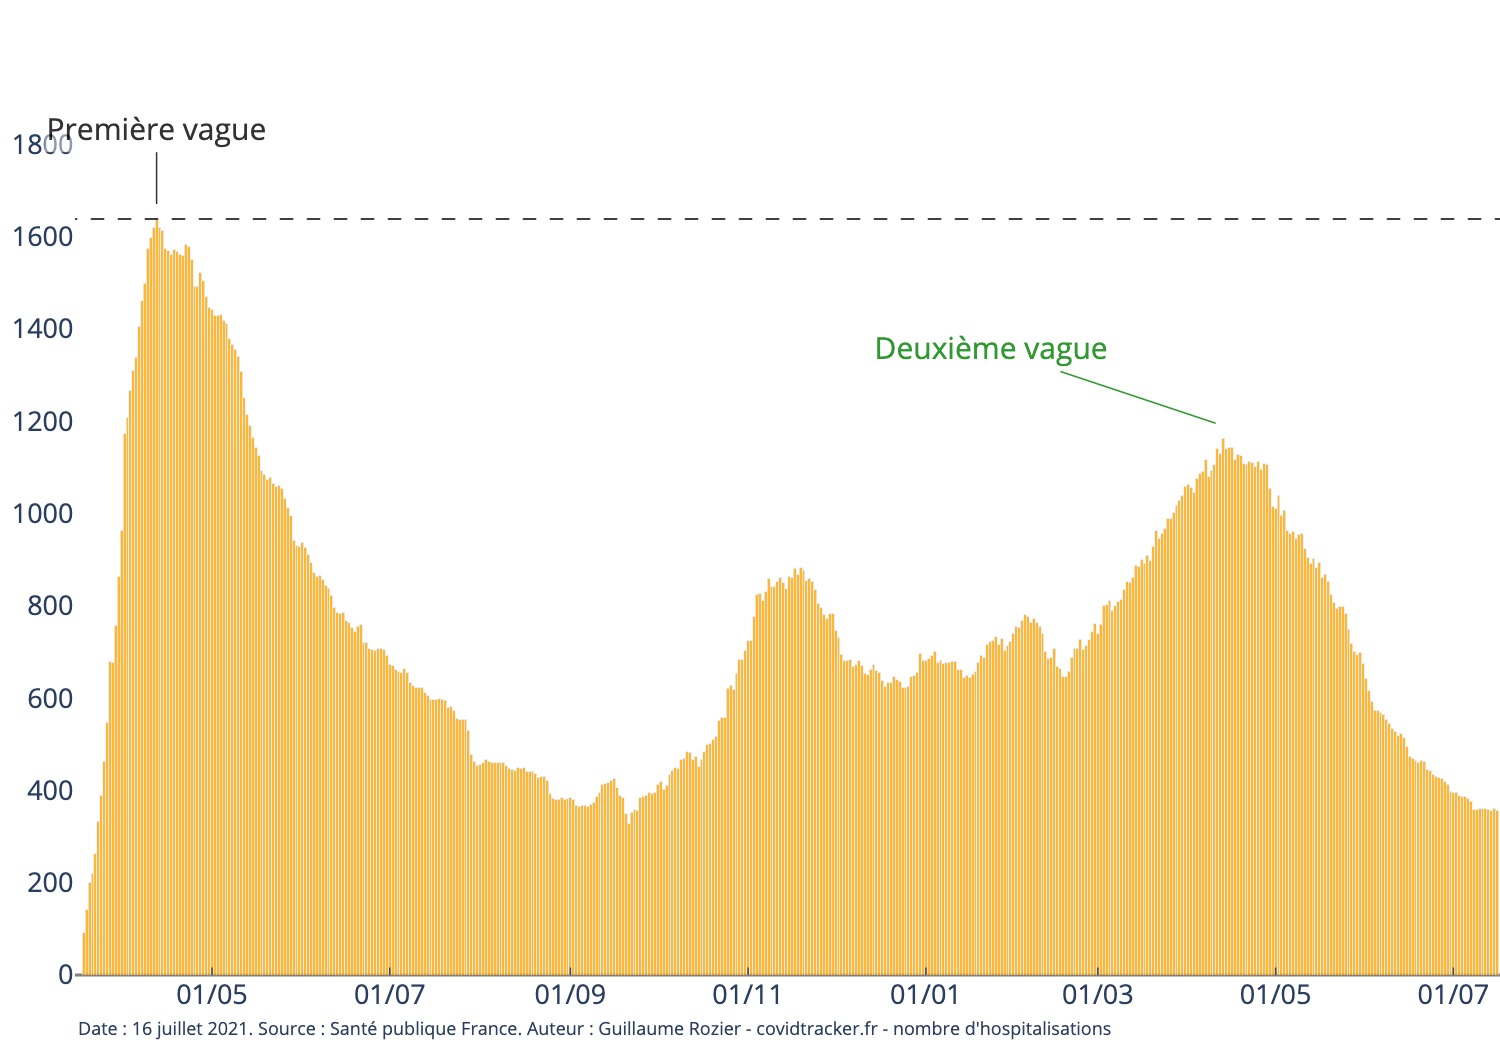 Première vague
1800
1600
1400
Deuxième vague
1200
1000
800
600
400
200
0
01/05 01/07 01/09 01/11 01/01 01/03 01/05 01/07
Date : 16 juillet 2021. Source : Santé publique France. Auteur : Guillaume Rozier - covidtracker.fr - nombre d'hospitalisations